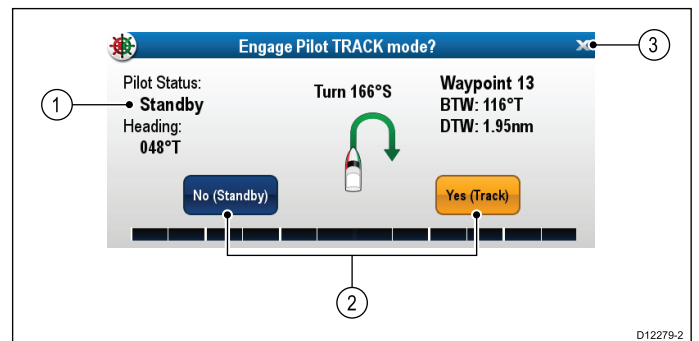 Engage Pilot TRACK mode?
X
3
Pilot Status:
Standby
Heading:
048°T
1
Turn 166°S
Waypoint 13
BTW: 116°T
DTW: 1.95nm
No (Standby)
Yes (Track)
2
D12279-2